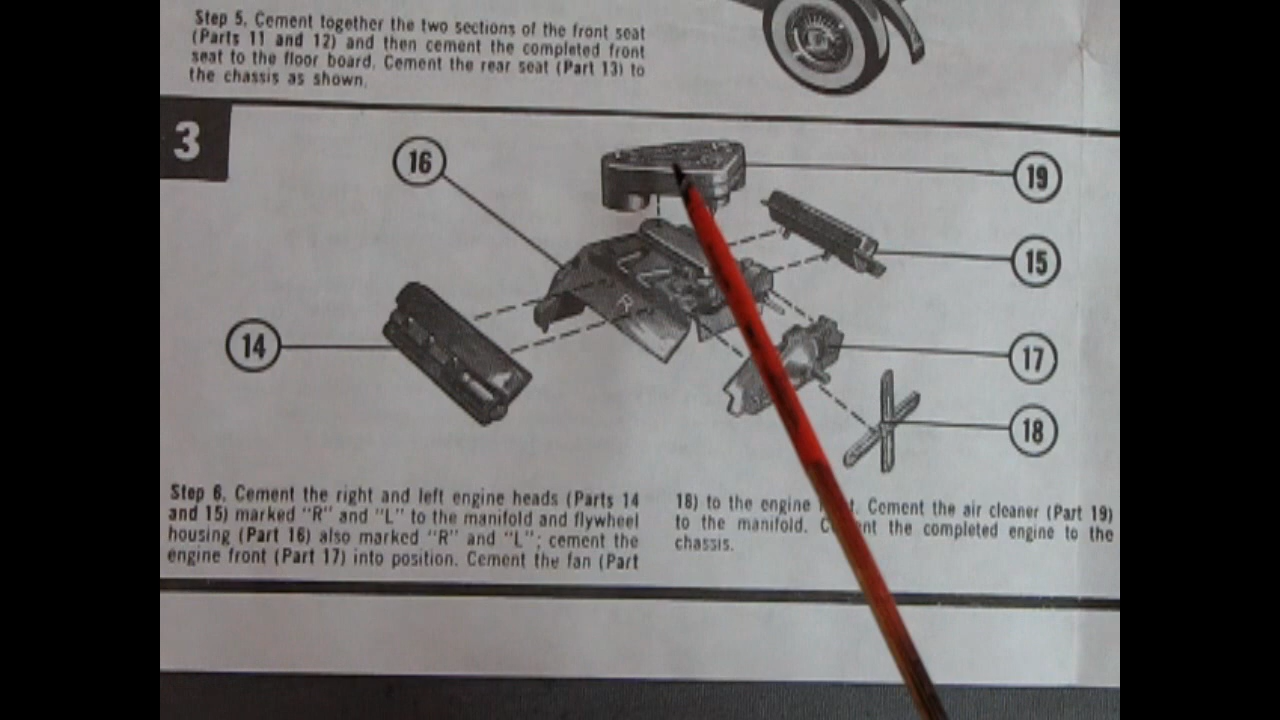 Step 5. Cement together the two sections of the front seat
(Parts 11 and 12) and then cement the completed front
seat to the floor board. Cement the rear seat (Part 13) to
the chassis as shown.
3
16
19
15
14
17
18
R
Step 6. Cement the right and left engine heads (Parts 14
and 15) marked "R" and "L" to the manifold and flywheel
housing (Part 16) also marked "R" and "L"; cement the
engine front (Part 17) into position. Cement the fan (Part
18) to the engine Cement the air cleaner (Part 19)
to the manifold. the completed engine to the
chassis.